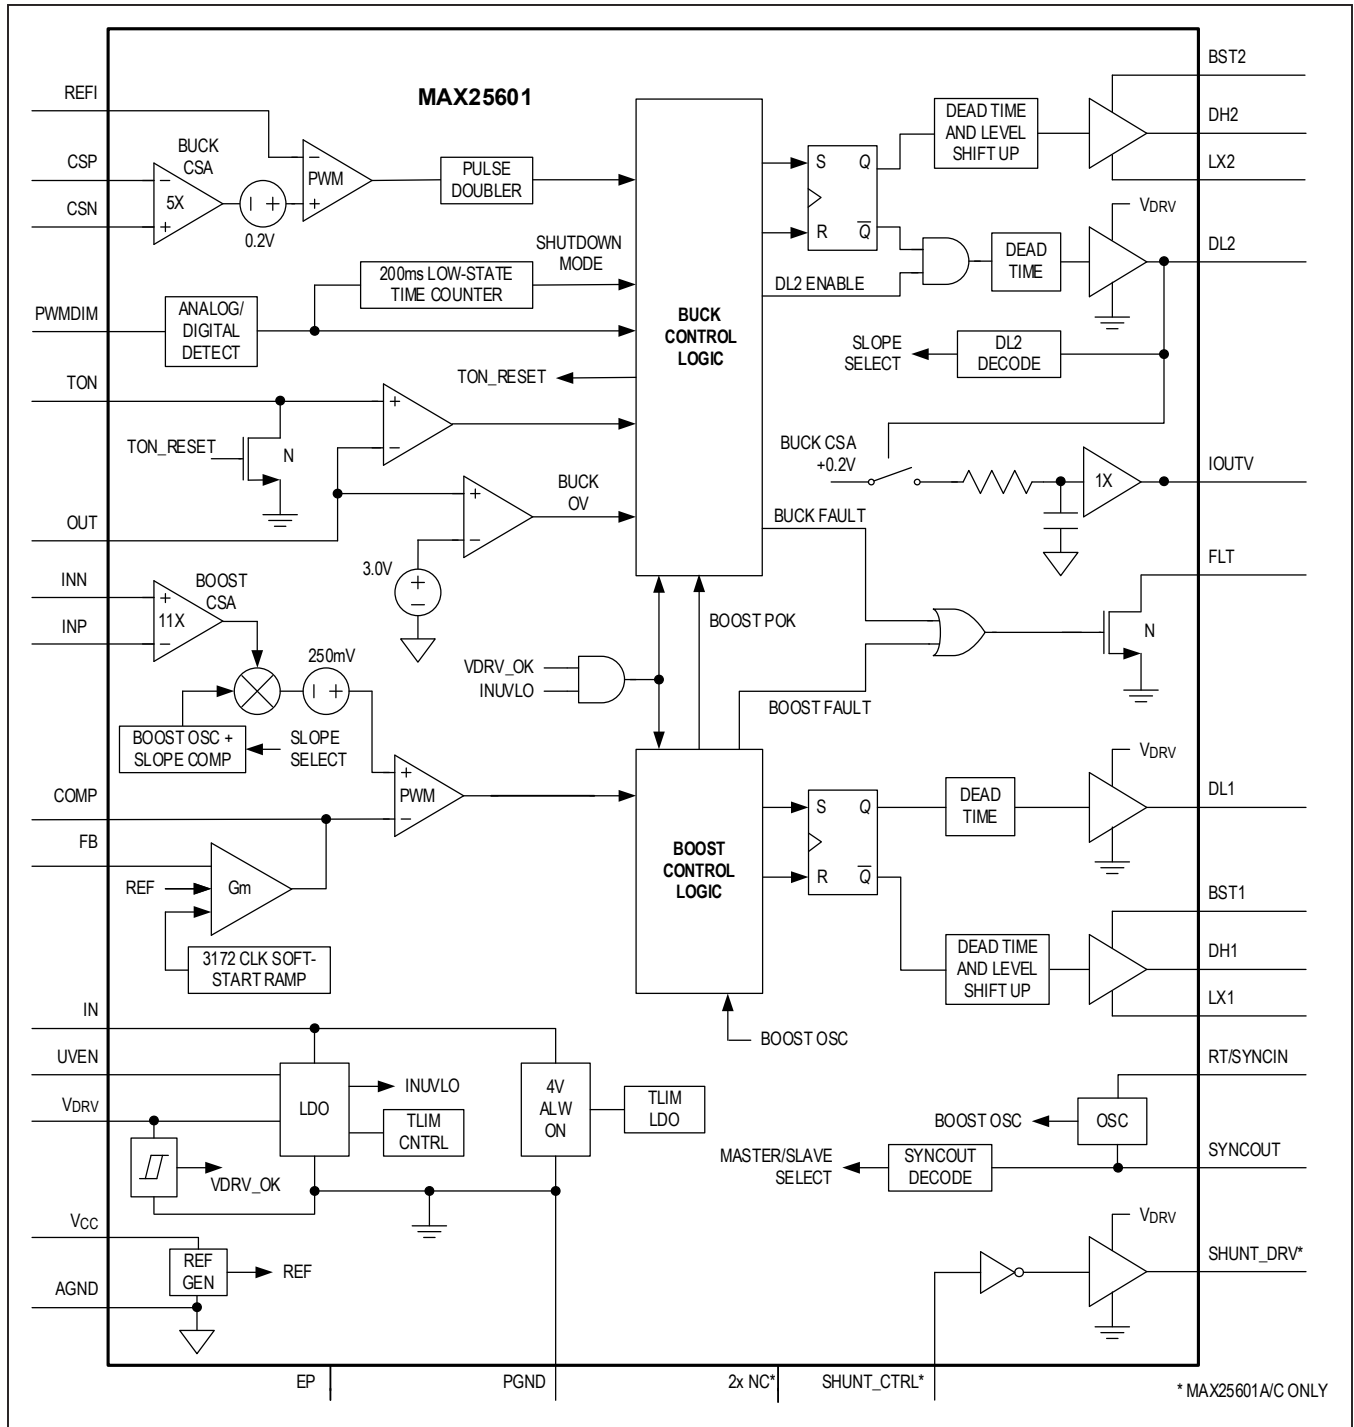 MAX25601
REFI
CSP
CSN
BUCK
CSA
5X
−
+
0.2V
− +
−
PWM
+
PULSE
DOUBLER
SHUTDOWN
MODE
200ms LOW-STATE
TIME COUNTER
PWMDIM
ANALOG/
DIGITAL
DETECT
TON
TON_RESET
TON_RESET
N
+
−
OUT
BUCK
OV
+
−
3.0V
+
−
BUCK
CONTROL
LOGIC
S Q
R Q
DL2 ENABLE
DEAD TIME
AND LEVEL
SHIFT UP
BST2
DH2
LX2
DEAD
TIME
VDRV
DL2
SLOPE
SELECT
DL2
DECODE
BUCK CSA
+0.2V
1X
IOUTV
BUCK FAULT
FLT
N
INN
INP
BOOST
CSA
+
11X
−
250mV
− +
BOOST OSC +
SLOPE COMP
SLOPE
SELECT
VDRV_OK
INUVLO
BOOST POK
BOOST FAULT
COMP
FB
+
PWM
−
REF
Gm
3172 CLK SOFT-
START RAMP
BOOST
CONTROL
LOGIC
BOOST OSC
S Q
R Q
DEAD
TIME
VDRV
DL1
DEAD TIME
AND LEVEL
SHIFT UP
BST1
DH1
LX1
IN
UVEN
VDRV
LDO
INUVLO
TLIM
CNTRL
4V
ALW
ON
TLIM
LDO
VDRV_OK
VCC
AGND
REF
GEN
REF
RT/SYNCIN
BOOST OSC
OSC
MASTER/SLAVE
SELECT
SYNCOUT
DECODE
SYNCOUT
VDRV
SHUNT_DRV*
EP
PGND
2x NC*
SHUNT_CTRL*
* MAX25601A/C ONLY